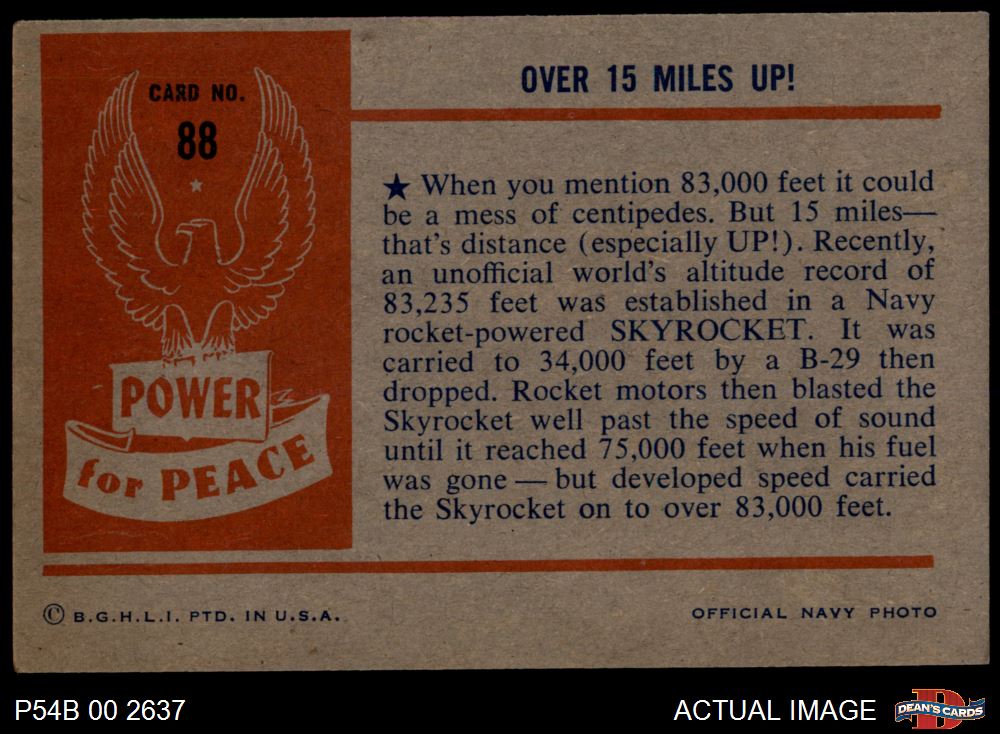 CARD NO.
88
POWER
for PEACE
OVER 15 MILES UP!
★ When you mention 83,000 feet it could
be a mess of centipedes. But 15 miles—
that's distance (especially UP!). Recently,
an unofficial world's altitude record of
83,235 feet was established in a Navy
rocket-powered SKYROCKET. It was
carried to 34,000 feet by a B-29 then
dropped. Rocket motors then blasted the
Skyrocket well past the speed of sound
until it reached 75,000 feet when his fuel
was gone — but developed speed carried
the Skyrocket on to over 83,000 feet.
© B.G.H.L.I. PTD. IN U.S.A.
OFFICIAL NAVY PHOTO
P54B 00 2637
ACTUAL IMAGE
DEAN'S CARDS